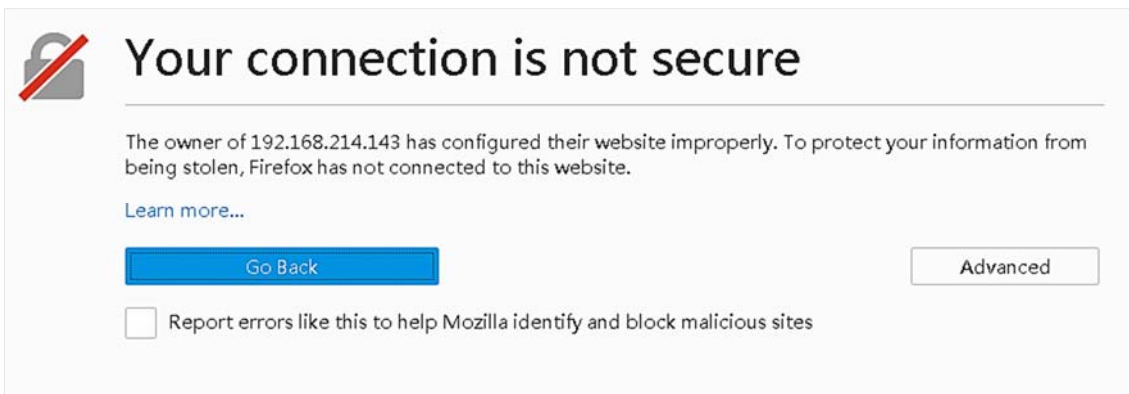 Your connection is not secure
The owner of 192.168.214.143 has configured their website improperly. To protect your information from
being stolen, Firefox has not connected to this website.
Learn more...
Go Back
Advanced
Report errors like this to help Mozilla identify and block malicious sites